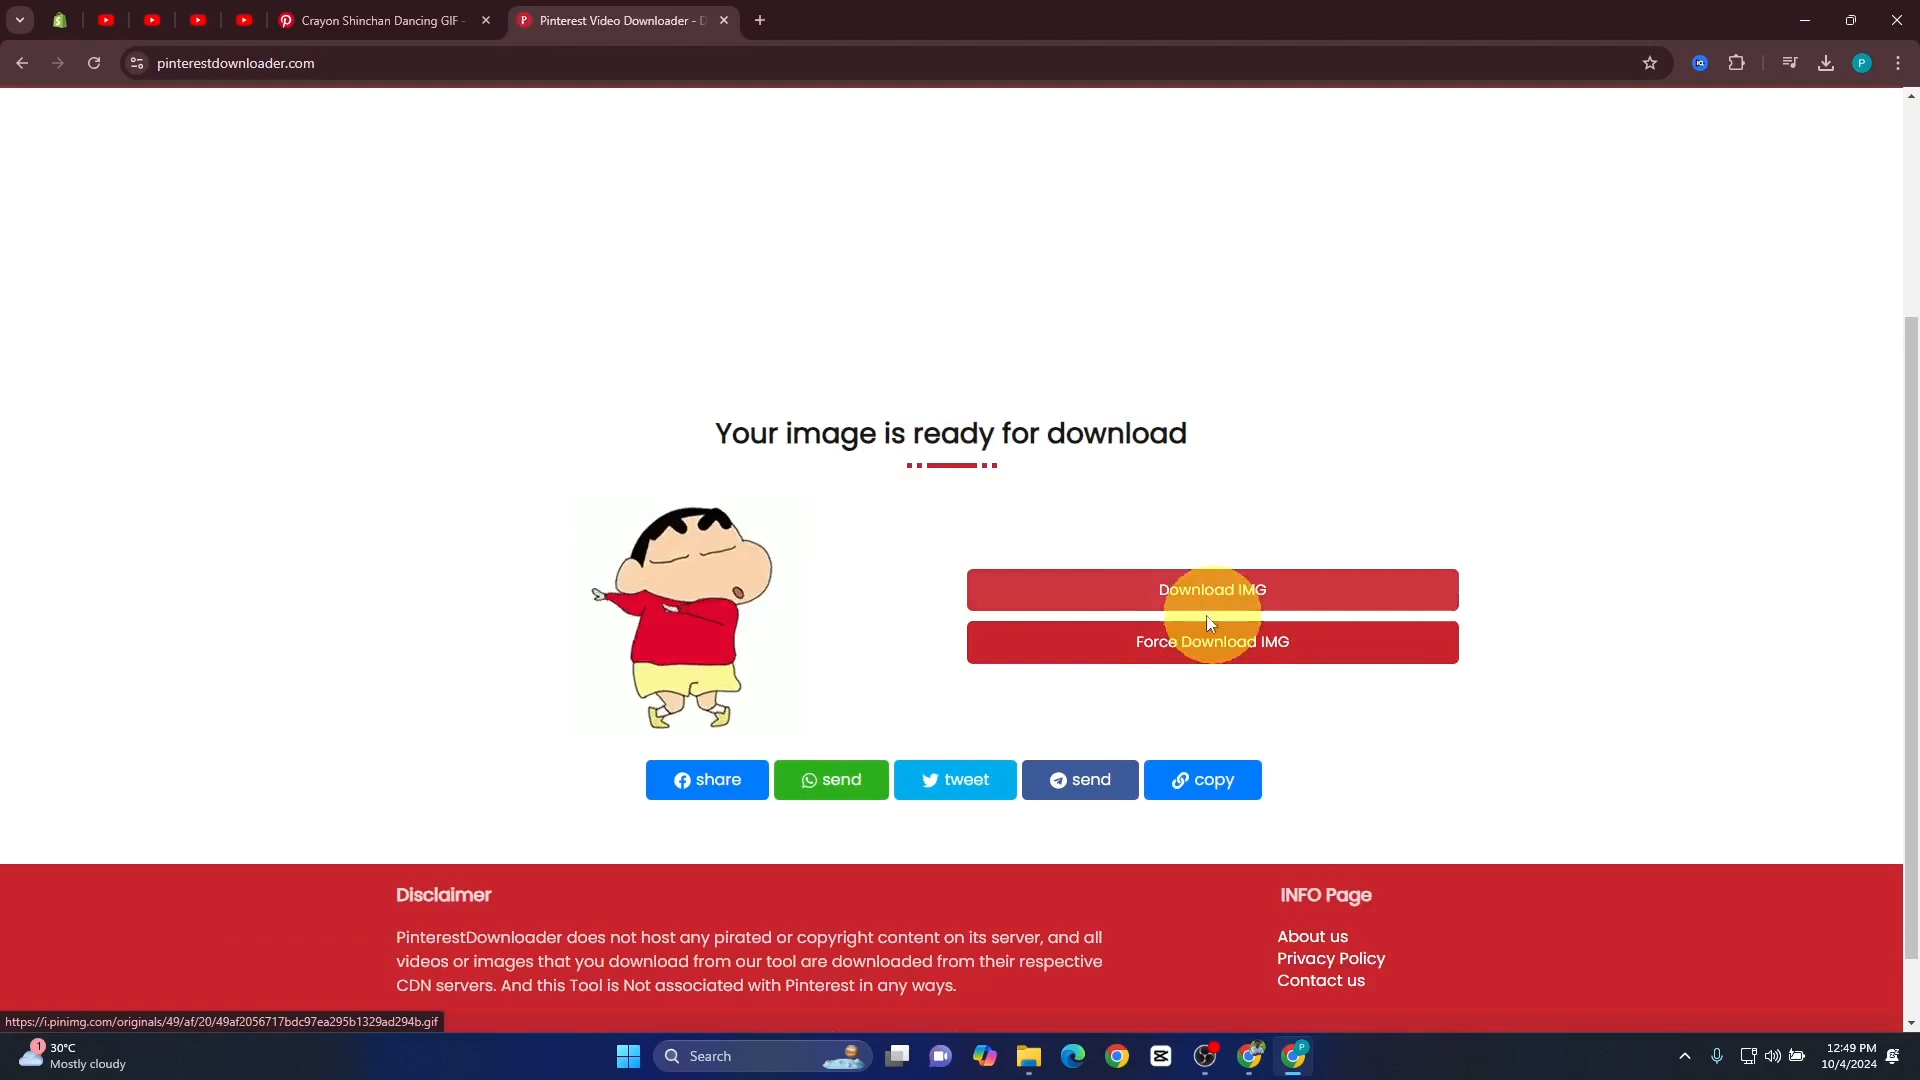 Crayon Shinchan Dancing GIF -
Pinterest Video Downloader - D
pinterestdownloader.com
P
Your image is ready for download
Download IMG
Force Download IMG
share
send
tweet
send
copy
Disclaimer
INFO Page
PinterestDownloader does not host any pirated or copyright content on its server, and all
videos or images that you download from our tool are downloaded from their respective
CDN servers. And this Tool is Not associated with Pinterest in any ways.
About us
Privacy Policy
Contact us
https://i.pinimg.com/originals/49/af/20/49af2056717bdc97ea295b1329ad294b.gif
1
30°C
Mostly cloudy
Search
P
12:49 PM
10/4/2024